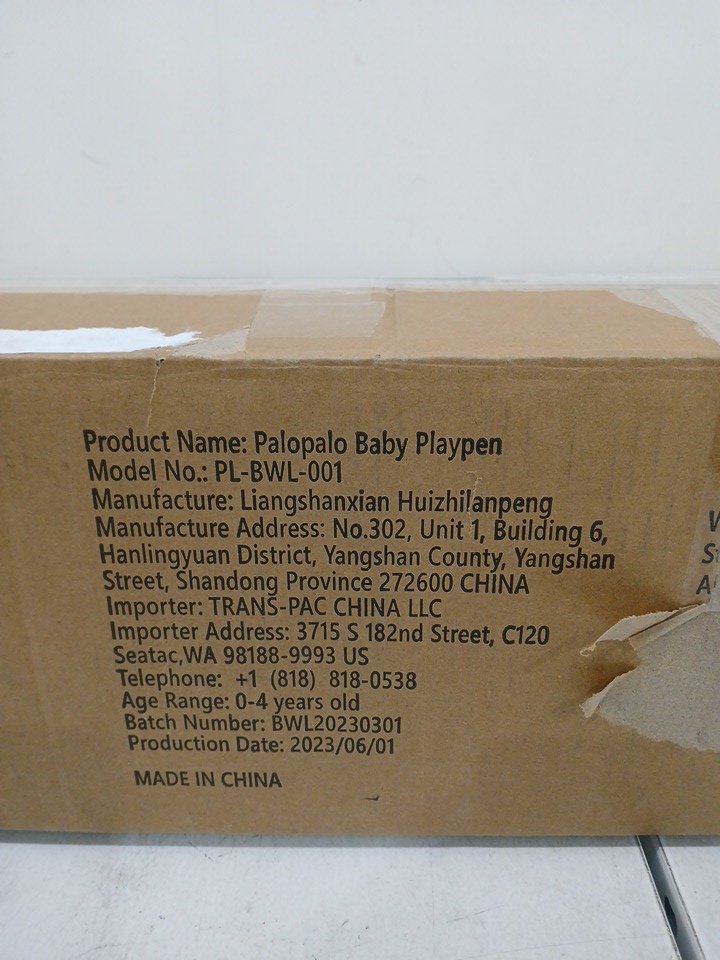 Product Name: Palopalo Baby Playpen
Model No.: PL-BWL-001
Manufacture: Liangshanxian Huizhilanpeng
Manufacture Address: No.302, Unit 1, Building 6,
Hanlingyuan District, Yangshan County, Yangshan
Street, Shandong Province 272600 CHINA
Importer: TRANS-PAC CHINA LLC
Importer Address: 3715 S 182nd Street, C120
Seatac,WA 98188-9993 US
Telephone: +1 (818) 818-0538
Age Range: 0-4 years old
Batch Number: BWL20230301
Production Date: 2023/06/01
MADE IN CHINA